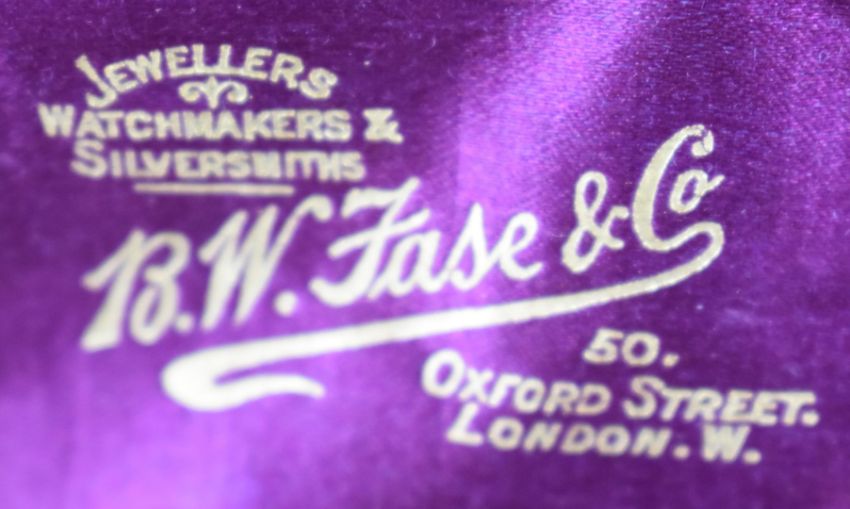 JEWELLERS
WATCHMAKERS &
SILVERSMITHS
B.W. Fase & Co
50.
OXFORD STREET.
LONDON. W.